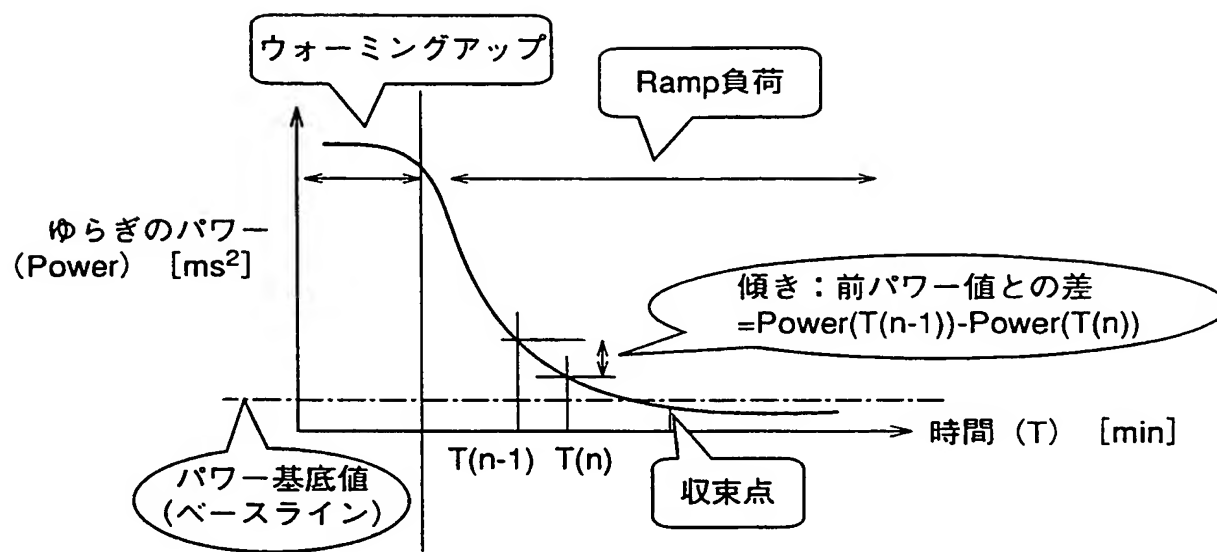 ウォーミングアップ
Ramp負荷
ゆらぎのパワー
(Power) [ms²]
傾き：前パワー値との差
=Power(T(n-1))-Power(T(n))
時間 (T) [min]
T(n-1) T(n)
パワー基底値
(ベースライン)
収束点